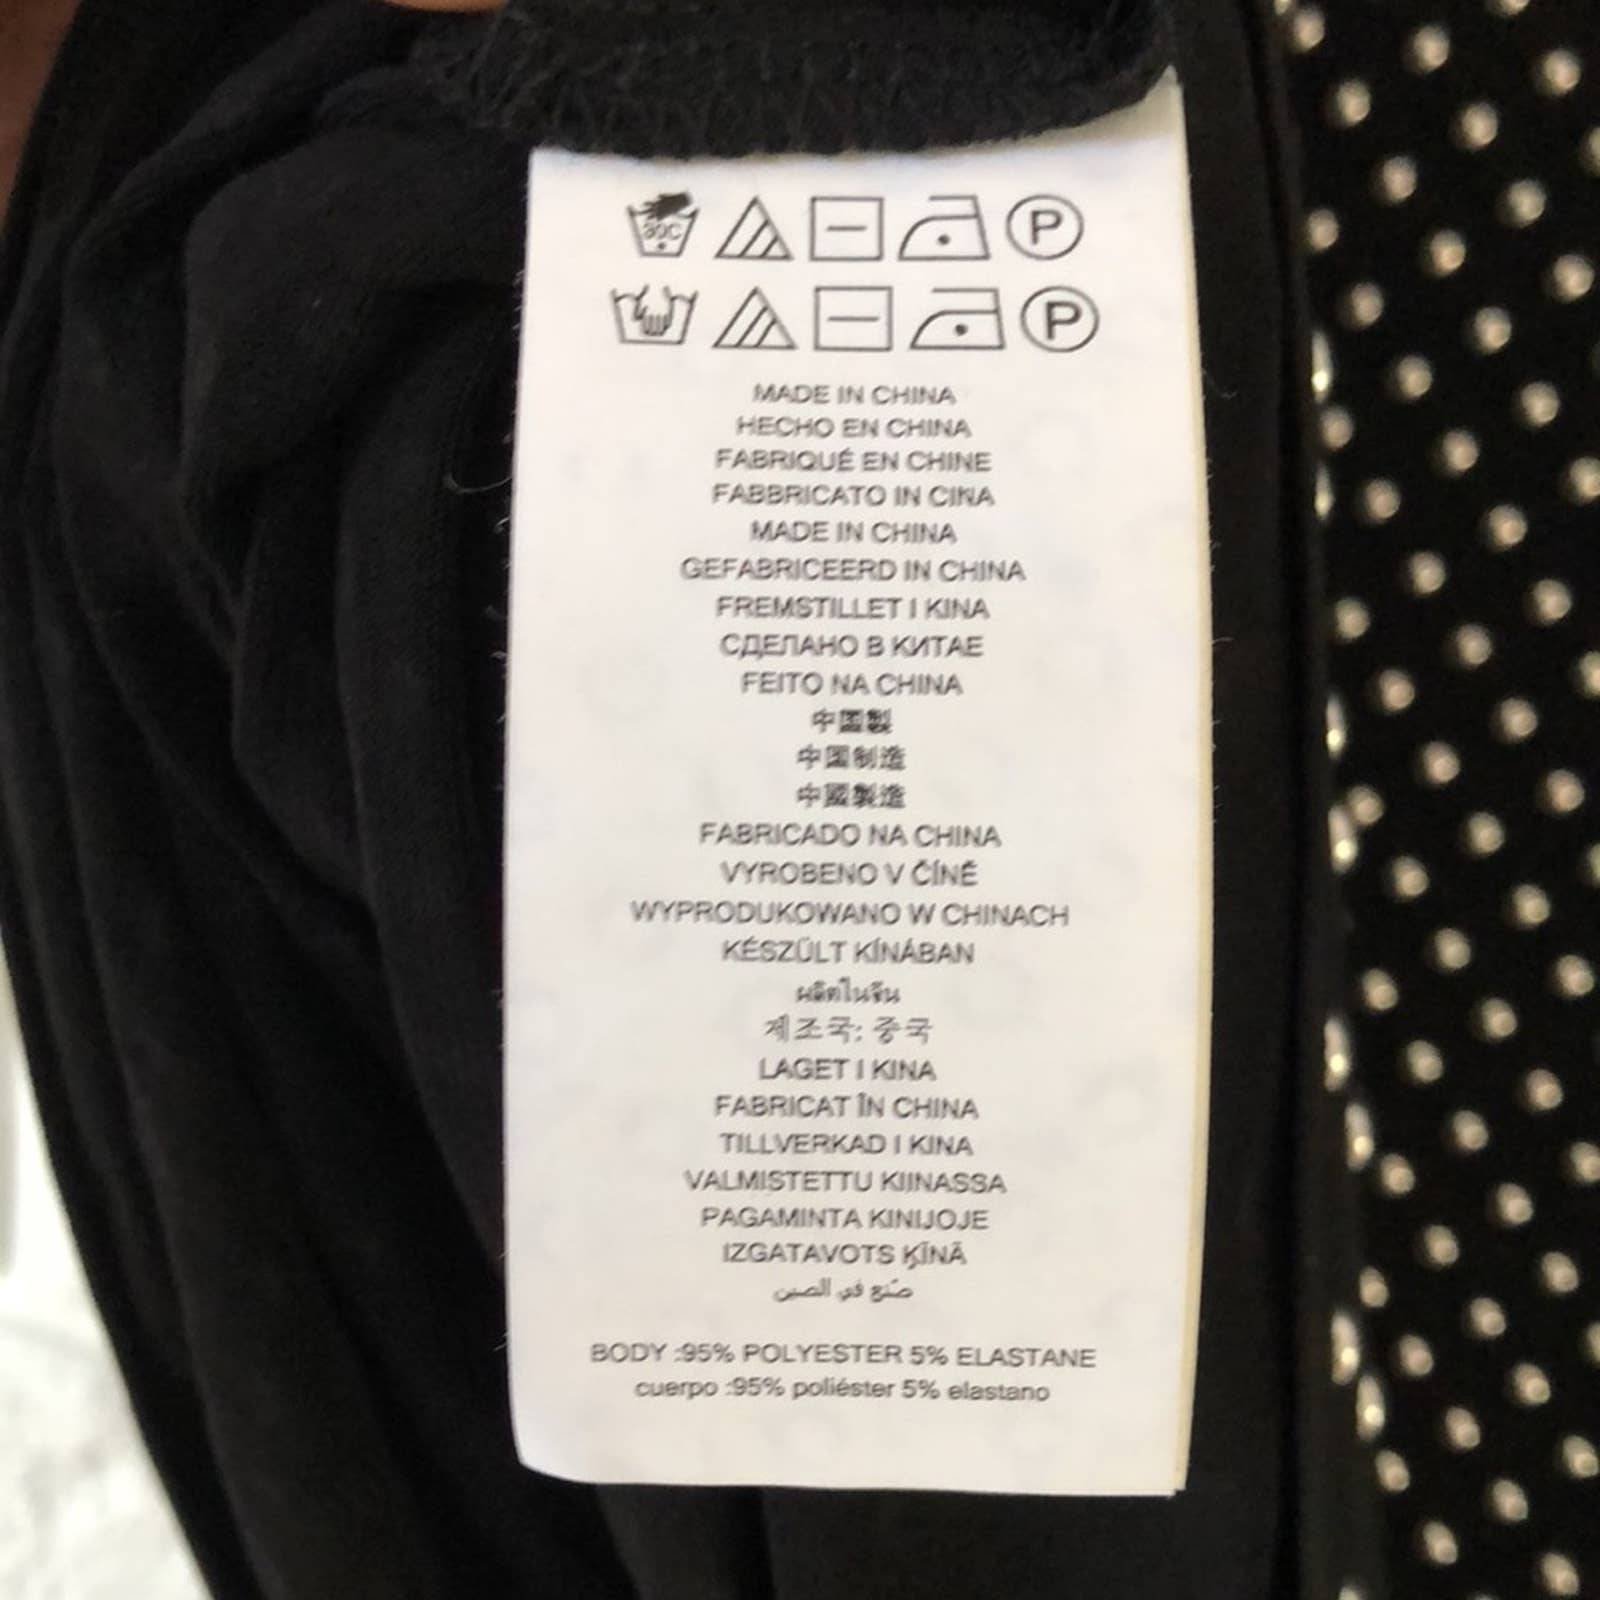 30C
P
P
MADE IN CHINA
HECHO EN CHINA
FABRIQUÉ EN CHINE
FABBRICATO IN CINA
MADE IN CHINA
GEFABRICEERD IN CHINA
FREMSTILLET I KINA
СДЕЛАНО В КИТАЕ
FEITO NA CHINA
中国製
中国制造
中國製造
FABRICADO NA CHINA
VYROBENO V ČÍNĚ
WYPRODUKOWANO W CHINACH
KÉSZÜLT KÍNÁBAN
ผลิตในจีน
제조국: 중국
LAGET I KINA
FABRICAT ÎN CHINA
TILLVERKAD I KINA
VALMISTETTU KIINASSA
PAGAMINTA KINIJOJE
IZGATAVOTS ĶĪNĀ
صُنع في الصين
BODY :95% POLYESTER 5% ELASTANE
cuerpo :95% poliéster 5% elastano